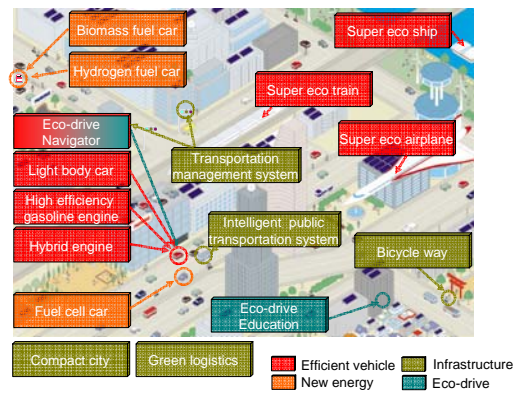 Biomass fuel car
Super eco ship
Hydrogen fuel car
Super eco train
Eco-drive
Navigator
Super eco airplane
Transportation
management system
Light body car
High efficiency
gasoline engine
Intelligent public
transportation system
Hybrid engine
Bicycle way
Fuel cell car
Eco-drive
Education
Compact city
Green logistics
Efficient vehicle
Infrastructure
New energy
Eco-drive